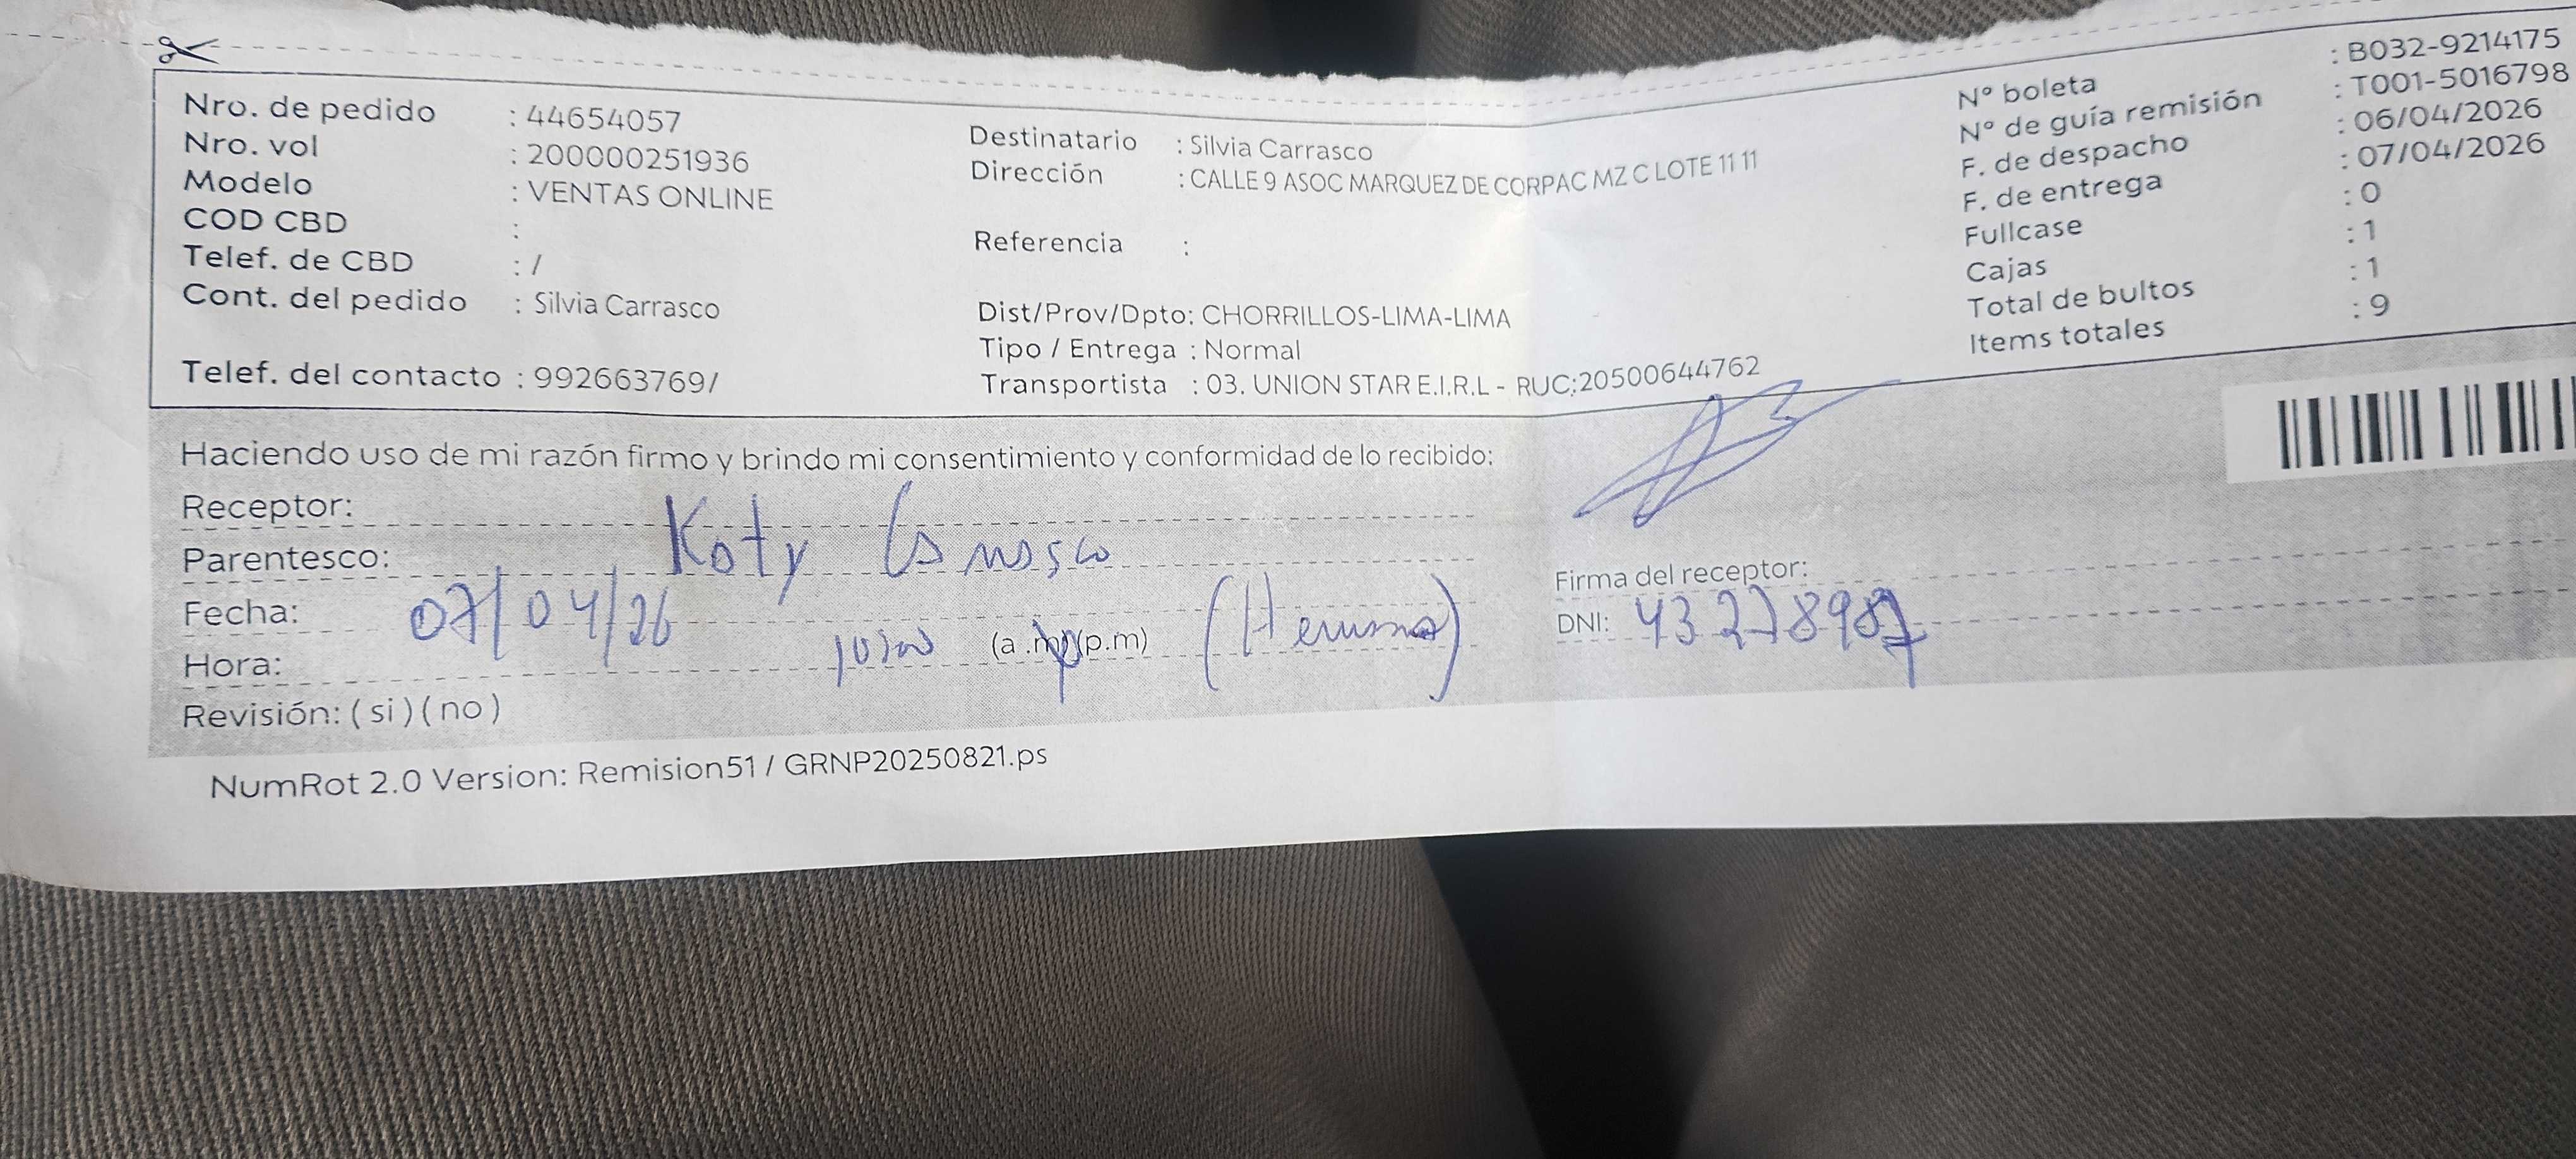 Nro. de pedido : 44654057
Nro. vol : 200000251936
Modelo : VENTAS ONLINE
COD CBD :
Telef. de CBD : /
Cont. del pedido : Silvia Carrasco
Telef. del contacto : 992663769/
Destinatario : Silvia Carrasco
Dirección : CALLE 9 ASOC MARQUEZ DE CORPAC MZ C LOTE 11 11
Referencia :
Dist/Prov/Dpto: CHORRILLOS-LIMA-LIMA
Tipo / Entrega : Normal
Transportista : 03. UNION STAR E.I.R.L - RUC:20500644762
N° boleta : B032-9214175
N° de guía remisión : T001-5016798
F. de despacho : 06/04/2026
F. de entrega : 07/04/2026
Fullcase : 0
Cajas : 1
Total de bultos : 1
Items totales : 9
Haciendo uso de mi razón firmo y brindo mi consentimiento y conformidad de lo recibido:
Receptor:
Koty
Parentesco:
Fecha: 07/04/26
Hora: (a.m)(p.m)
Revisión: ( si ) ( no )
Firma del receptor:
DNI:
NumRot 2.0 Version: Remision51 / GRNP20250821.ps